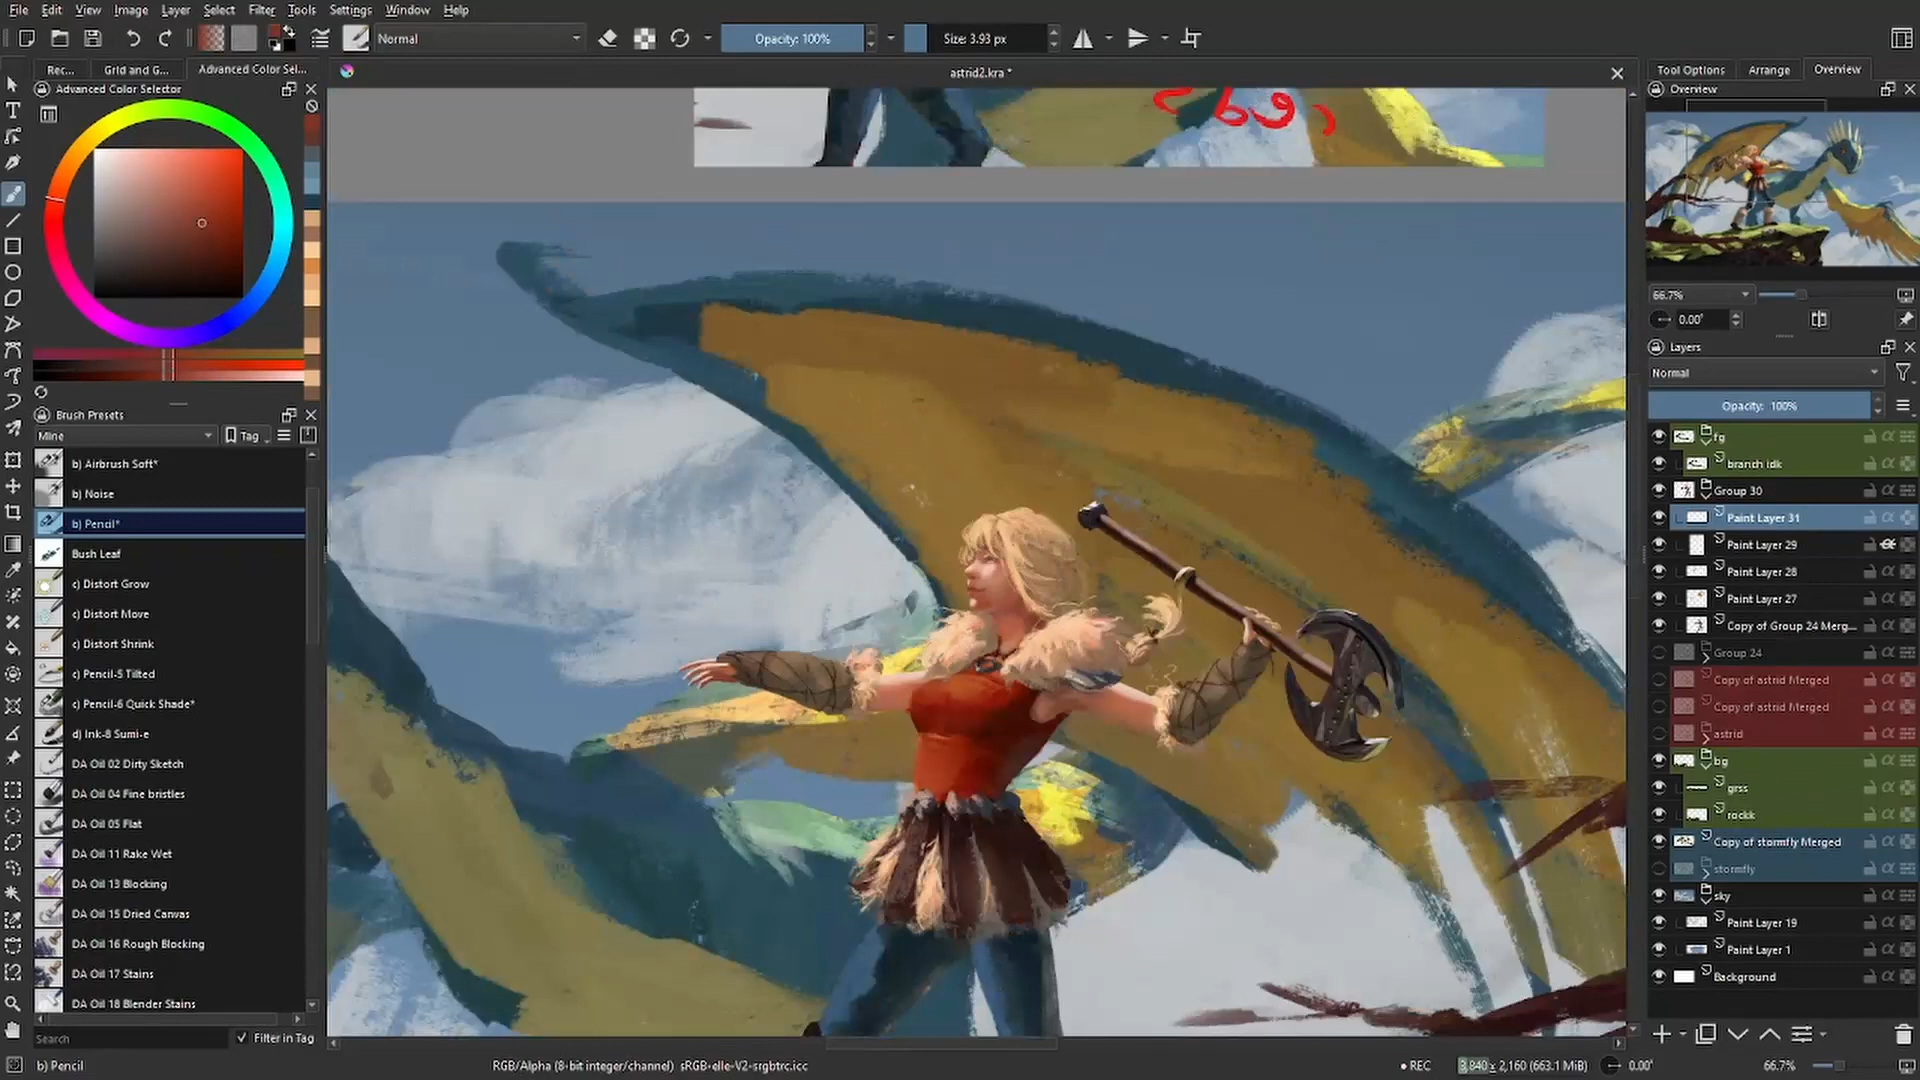 File Edit View Image Layer Select Filter Tools Settings Window Help
Normal Opacity: 100% Size: 3.93 px
Rec... Grid and G... Advanced Color Sel...
astrid2.kra *
Tool Options Arrange Overview
Advanced Color Selector
Overview
66.7%
0.00°
Layers
Normal
Opacity: 100%
fg
branch idk
Group 30
Paint Layer 31
Paint Layer 29
Paint Layer 28
Paint Layer 27
Copy of Group 24 Merg...
Group 24
Copy of astrid Merged
Copy of astrid Merged
astrid
bg
grss
rockk
Copy of stormfly Merged
stormfly
sky
Paint Layer 19
Paint Layer 1
Background
Brush Presets
Mine Tag
b) Airbrush Soft*
b) Noise
b) Pencil*
Bush Leaf
c) Distort Grow
c) Distort Move
c) Distort Shrink
c) Pencil-5 Tilted
c) Pencil-6 Quick Shade*
d) Ink-8 Sumi-e
DA Oil 02 Dirty Sketch
DA Oil 04 Fine bristles
DA Oil 05 Flat
DA Oil 11 Rake Wet
DA Oil 13 Blocking
DA Oil 15 Dried Canvas
DA Oil 16 Rough Blocking
DA Oil 17 Stains
DA Oil 18 Blender Stains
Search Filter in Tag
b) Pencil RGB/Alpha (8-bit integer/channel) sRGB-elle-V2-srgbtrc.icc • REC 3,840 x 2,160 (663.1 MiB) 0.00° 66.7%